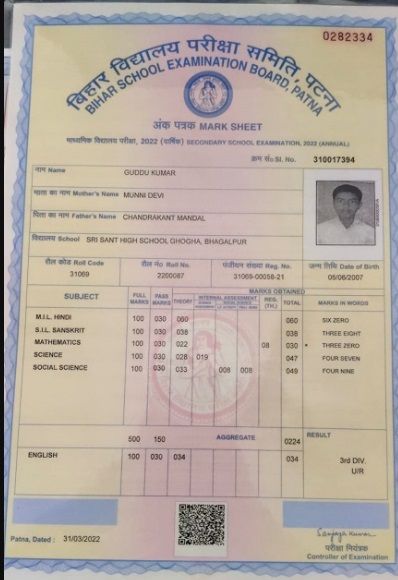 0282334
बिहार विद्यालय परीक्षा समिति, पटना
BIHAR SCHOOL EXAMINATION BOARD, PATNA
अंक पत्रक MARK SHEET
माध्यमिक विद्यालय परीक्षा, 2022 (वार्षिक) SECONDARY SCHOOL EXAMINATION, 2022 (ANNUAL)
क्रम सं०Sl. No. 310017394
नाम Name GUDDU KUMAR
माता का नाम Mother's Name MUNNI DEVI
पिता का नाम Father's Name CHANDRAKANT MANDAL
विद्यालय School SRI SANT HIGH SCHOOL GHOGHA, BHAGALPUR
रौल कोड Roll Code रौल नं० Roll No. पंजीयन संख्या Reg. No. जन्म तिथि Date of Birth
31069 2200087 31069-00058-21 06/06/2007
SUBJECT FULL MARKS PASS MARKS MARKS OBTAINED
THEORY INTERNAL ASSESSMENT REG. (TH.) TOTAL MARKS IN WORDS
M.I.L. HINDI 100 030 060 060 SIX ZERO
S.I.L. SANSKRIT 100 030 038 038 THREE EIGHT
MATHEMATICS 100 030 022 08 030 * THREE ZERO
SCIENCE 100 030 028 019 047 FOUR SEVEN
SOCIAL SCIENCE 100 030 033 008 008 049 FOUR NINE
500 150 AGGREGATE 0224 RESULT
ENGLISH 100 030 034 034 3rd DIV.
U/R
Patna, Dated : 31/03/2022
Sanjay Kumar
परीक्षा नियंत्रक
Controller of Examination